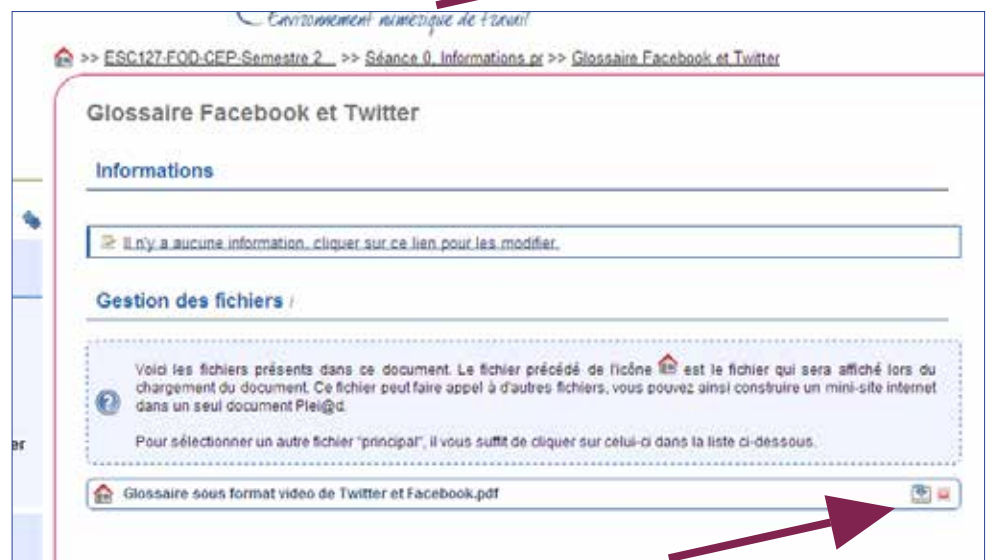 Environnement numérique de travail
>> ESC127-FOD-CEP-Semestre 2... >> Séance 0, Informations pr >> Glossaire Facebook et Twitter
Glossaire Facebook et Twitter
Informations
Il n'y a aucune information, cliquer sur ce lien pour les modifier.
Gestion des fichiers /
Voici les fichiers présents dans ce document. Le fichier précédé de l'icône est le fichier qui sera affiché lors du
chargement du document. Ce fichier peut faire appel à d'autres fichiers, vous pouvez ainsi construire un mini-site internet
dans un seul document Plei@d.
Pour sélectionner un autre fichier "principal", il vous suffit de cliquer sur celui-ci dans la liste ci-dessous.
er
Glossaire sous format video de Twitter et Facebook.pdf